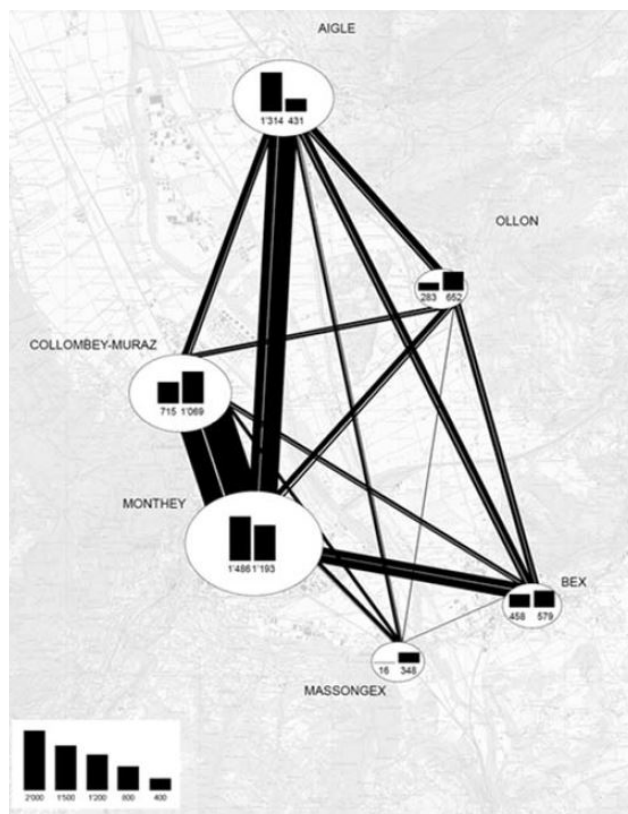 AIGLE
1'314 431
OLLON
283 652
COLLOMBEY-MURAZ
715 1'069
MONTHEY
1'486 1'193
BEX
458 579
16 348
MASSONGEX
2'000 1'500 1'200 800 400